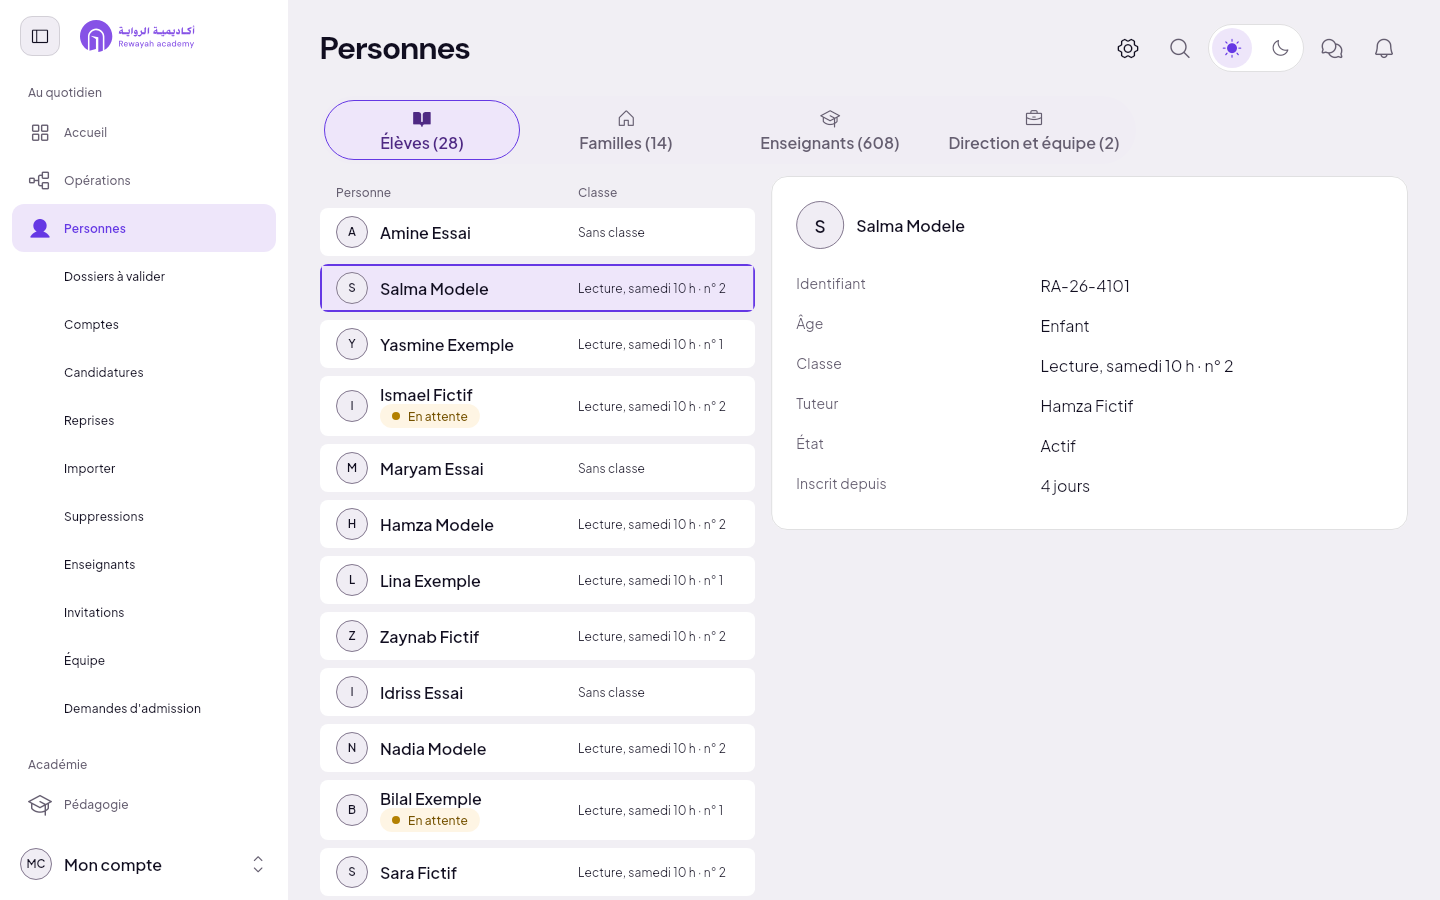 أكاديمية الرواية
Rewayah academy
Au quotidien
Accueil
Opérations
Personnes
Dossiers à valider
Comptes
Candidatures
Reprises
Importer
Suppressions
Enseignants
Invitations
Équipe
Demandes d'admission
Académie
Pédagogie
MC Mon compte
Personnes
Élèves (28)
Familles (14)
Enseignants (608)
Direction et équipe (2)
Personne Classe
A Amine Essai Sans classe
S Salma Modele Lecture, samedi 10 h · n° 2
Y Yasmine Exemple Lecture, samedi 10 h · n° 1
I Ismael Fictif Lecture, samedi 10 h · n° 2
En attente
M Maryam Essai Sans classe
H Hamza Modele Lecture, samedi 10 h · n° 2
L Lina Exemple Lecture, samedi 10 h · n° 1
Z Zaynab Fictif Lecture, samedi 10 h · n° 2
I Idriss Essai Sans classe
N Nadia Modele Lecture, samedi 10 h · n° 2
B Bilal Exemple Lecture, samedi 10 h · n° 1
En attente
S Sara Fictif Lecture, samedi 10 h · n° 2
S Salma Modele
Identifiant RA-26-4101
Âge Enfant
Classe Lecture, samedi 10 h · n° 2
Tuteur Hamza Fictif
État Actif
Inscrit depuis 4 jours